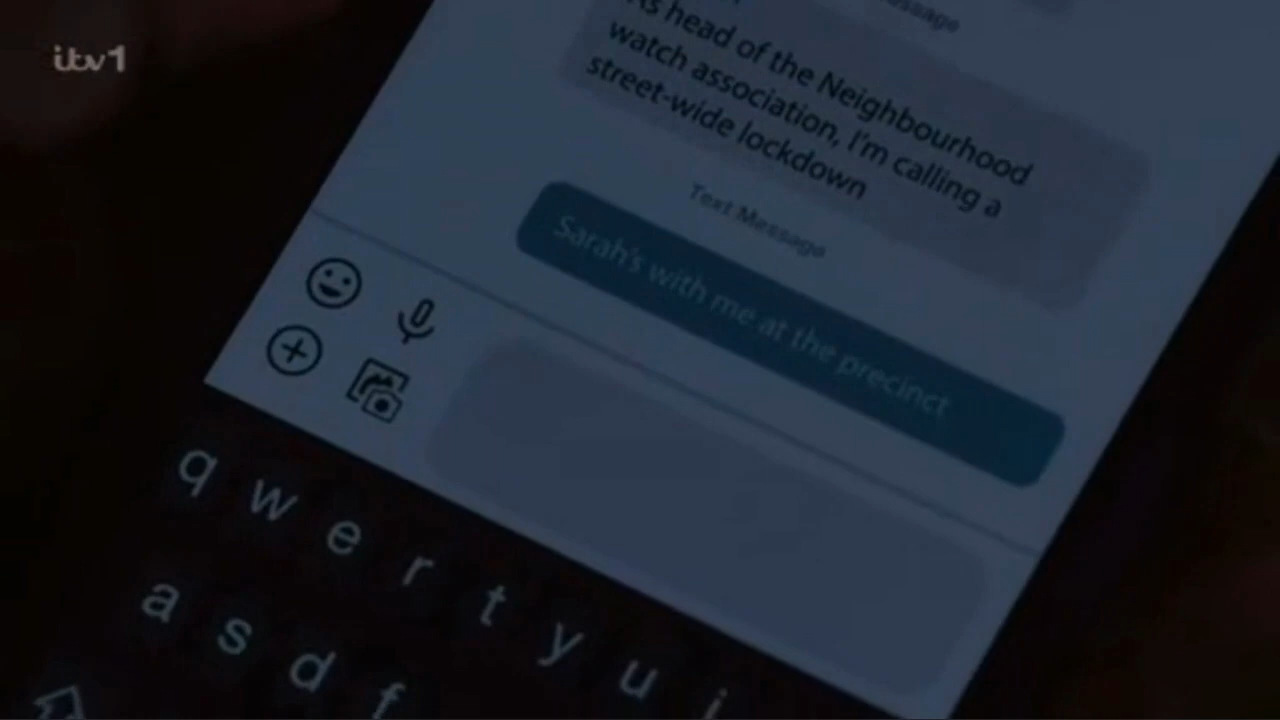 itv1
Message
As head of the Neighbourhood
watch association, I'm calling a
street-wide lockdown
Text Message
Sarah's with me at the precinct
q w e r t y u i
a s d f